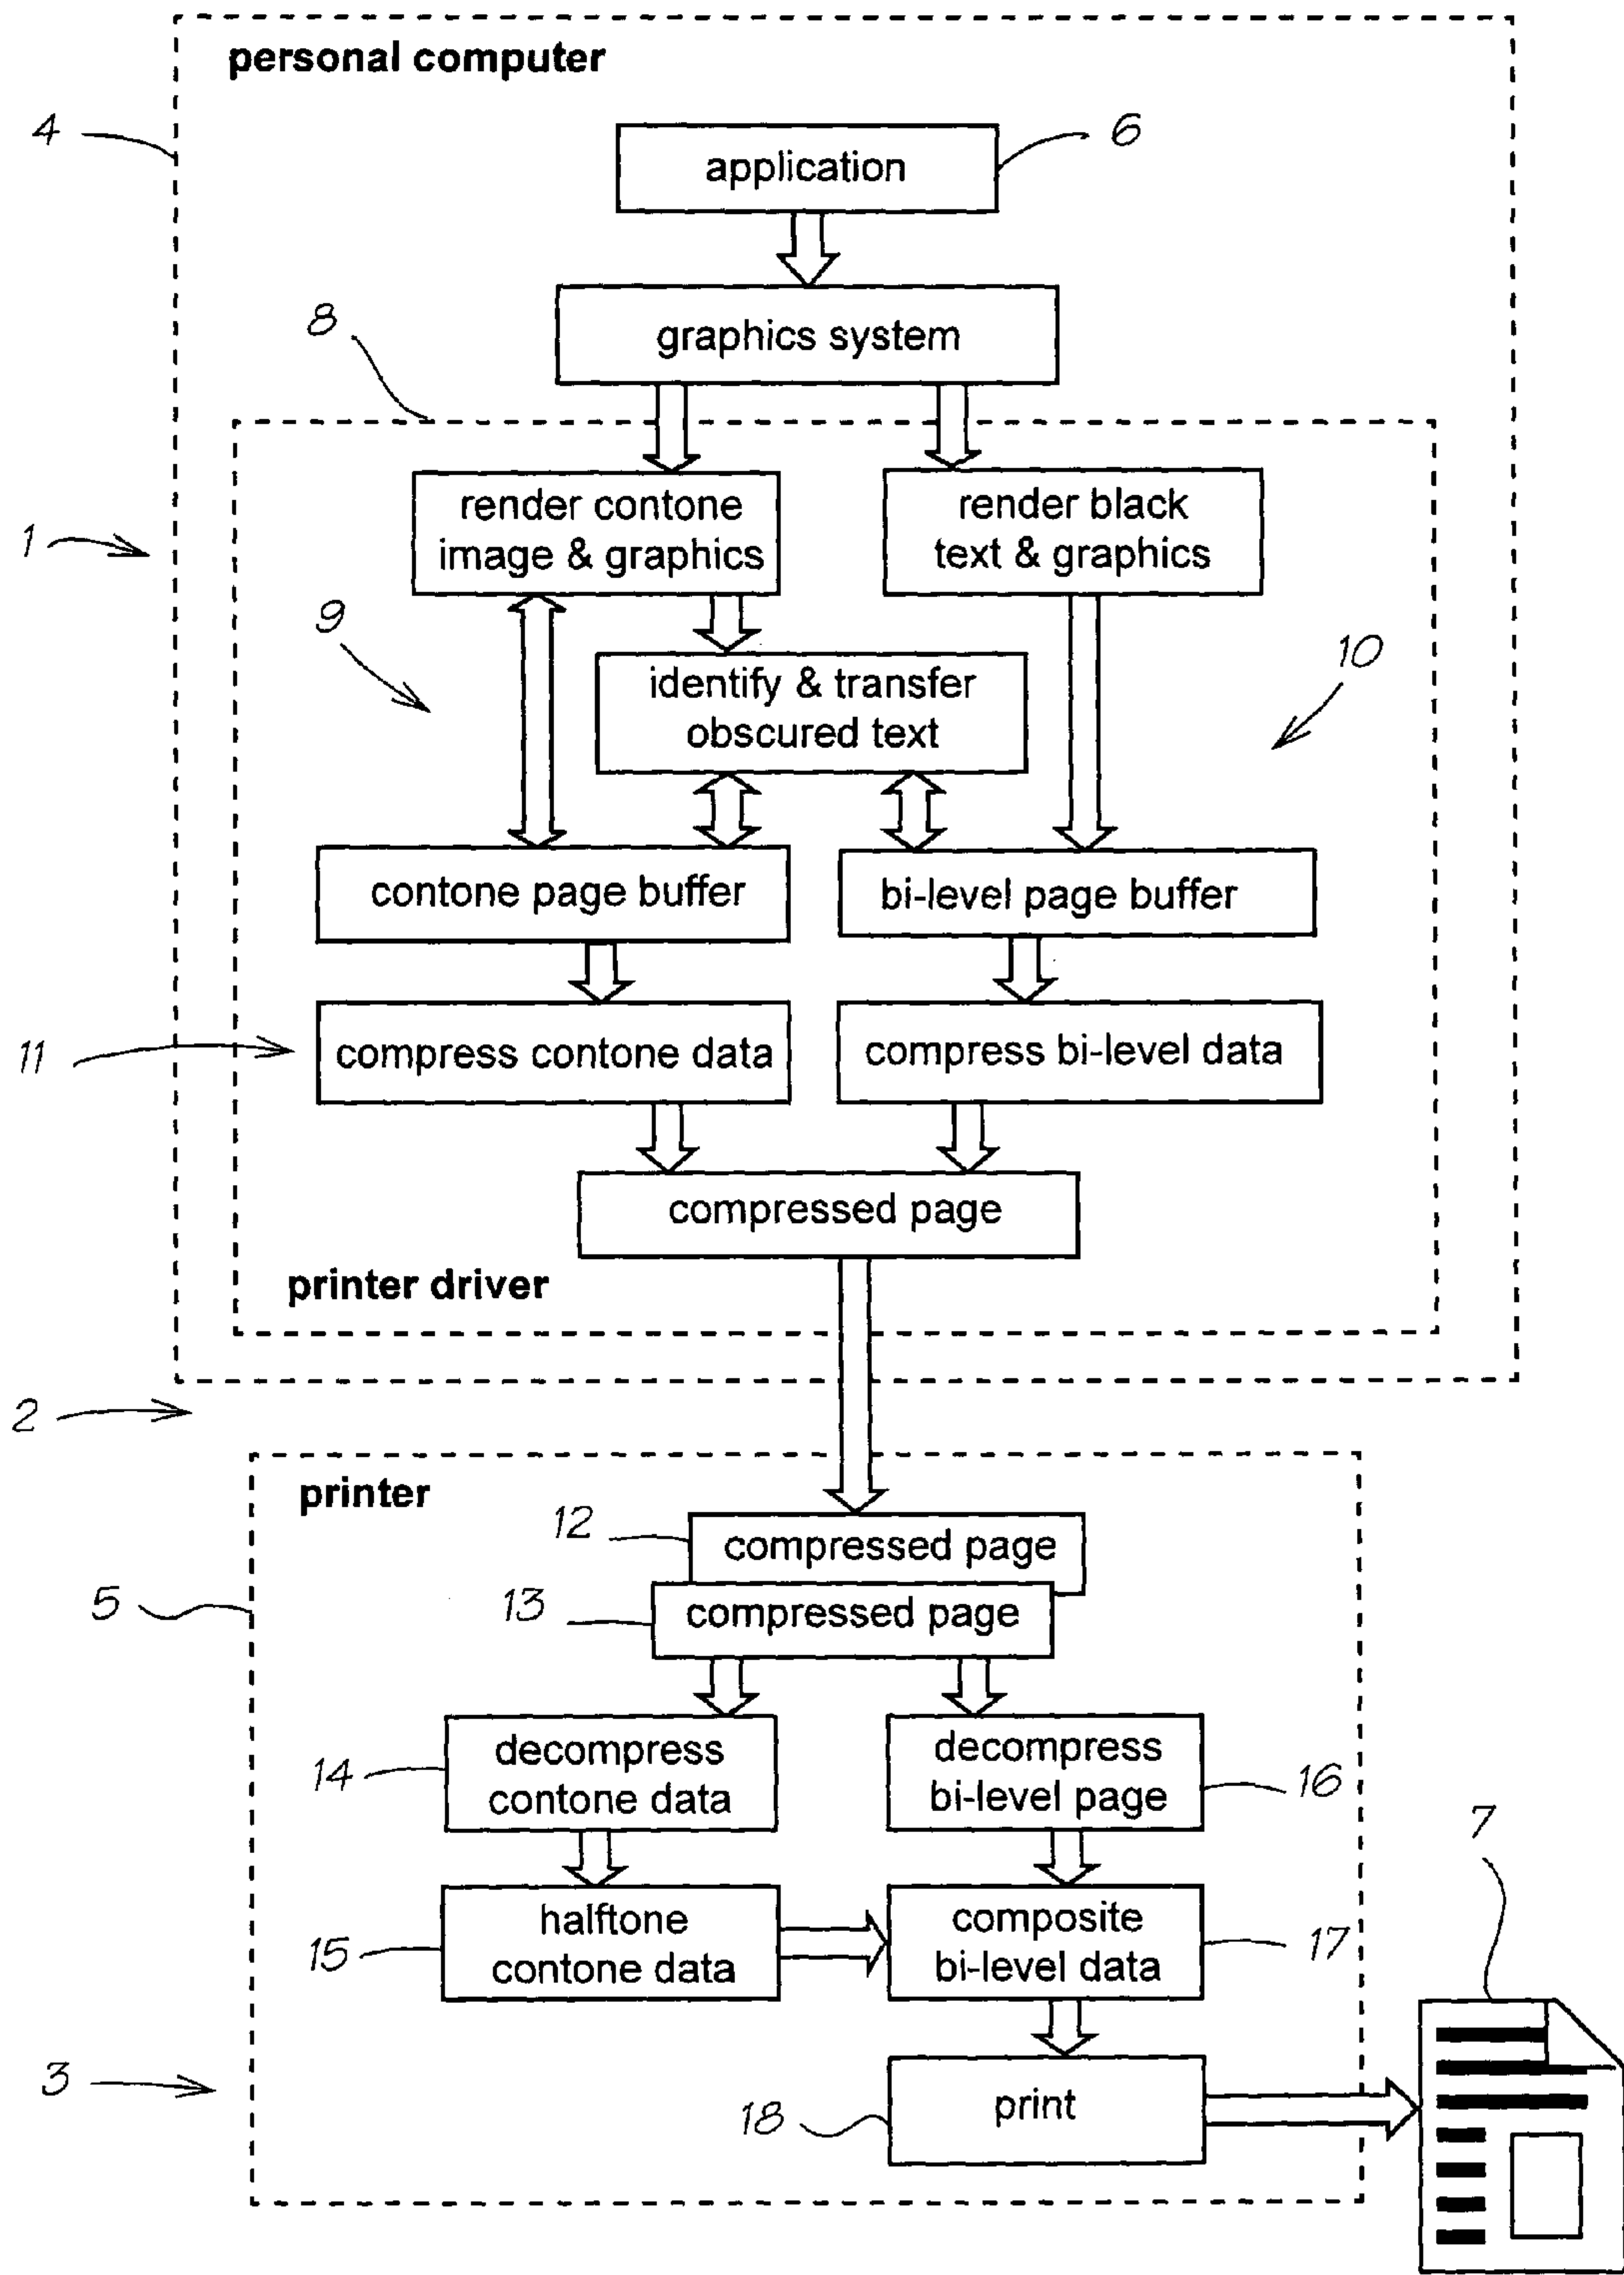 personal computer
4
6
application
8
graphics system
1
render contone
image & graphics
render black
text & graphics
9
10
identify & transfer
obscured text
contone page buffer
bi-level page buffer
11
compress contone data
compress bi-level data
compressed page
printer driver
2
printer
12
compressed page
5
13
compressed page
14
decompress
contone data
decompress
bi-level page
16
7
15
halftone
contone data
composite
bi-level data
17
3
18
print